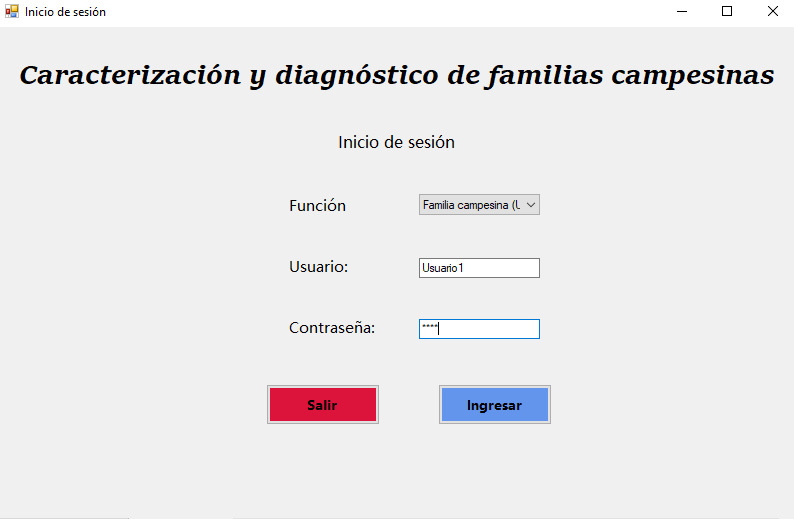 Inicio de sesión
Caracterización y diagnóstico de familias campesinas
Inicio de sesión
Función Familia campesina (U
Usuario: Usuario1
Contraseña: ****
Salir Ingresar